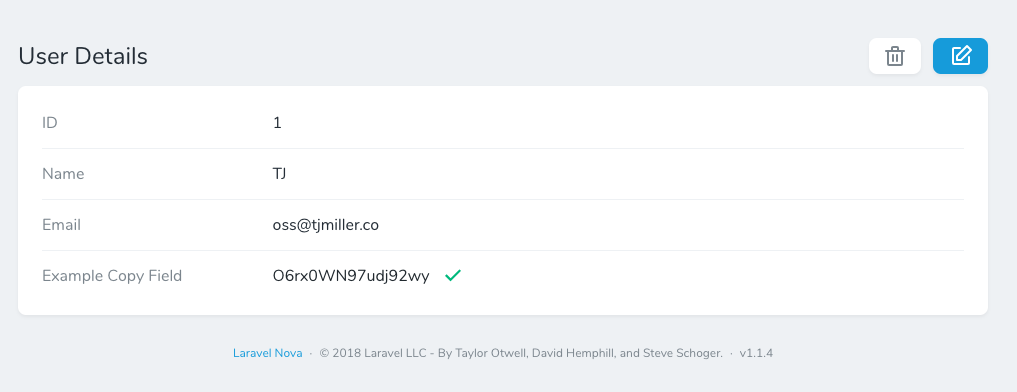 User Details
ID 1
Name TJ
Email oss@tjmiller.co
Example Copy Field O6rx0WN97udj92wy
Laravel Nova · © 2018 Laravel LLC - By Taylor Otwell, David Hemphill, and Steve Schoger. · v1.1.4